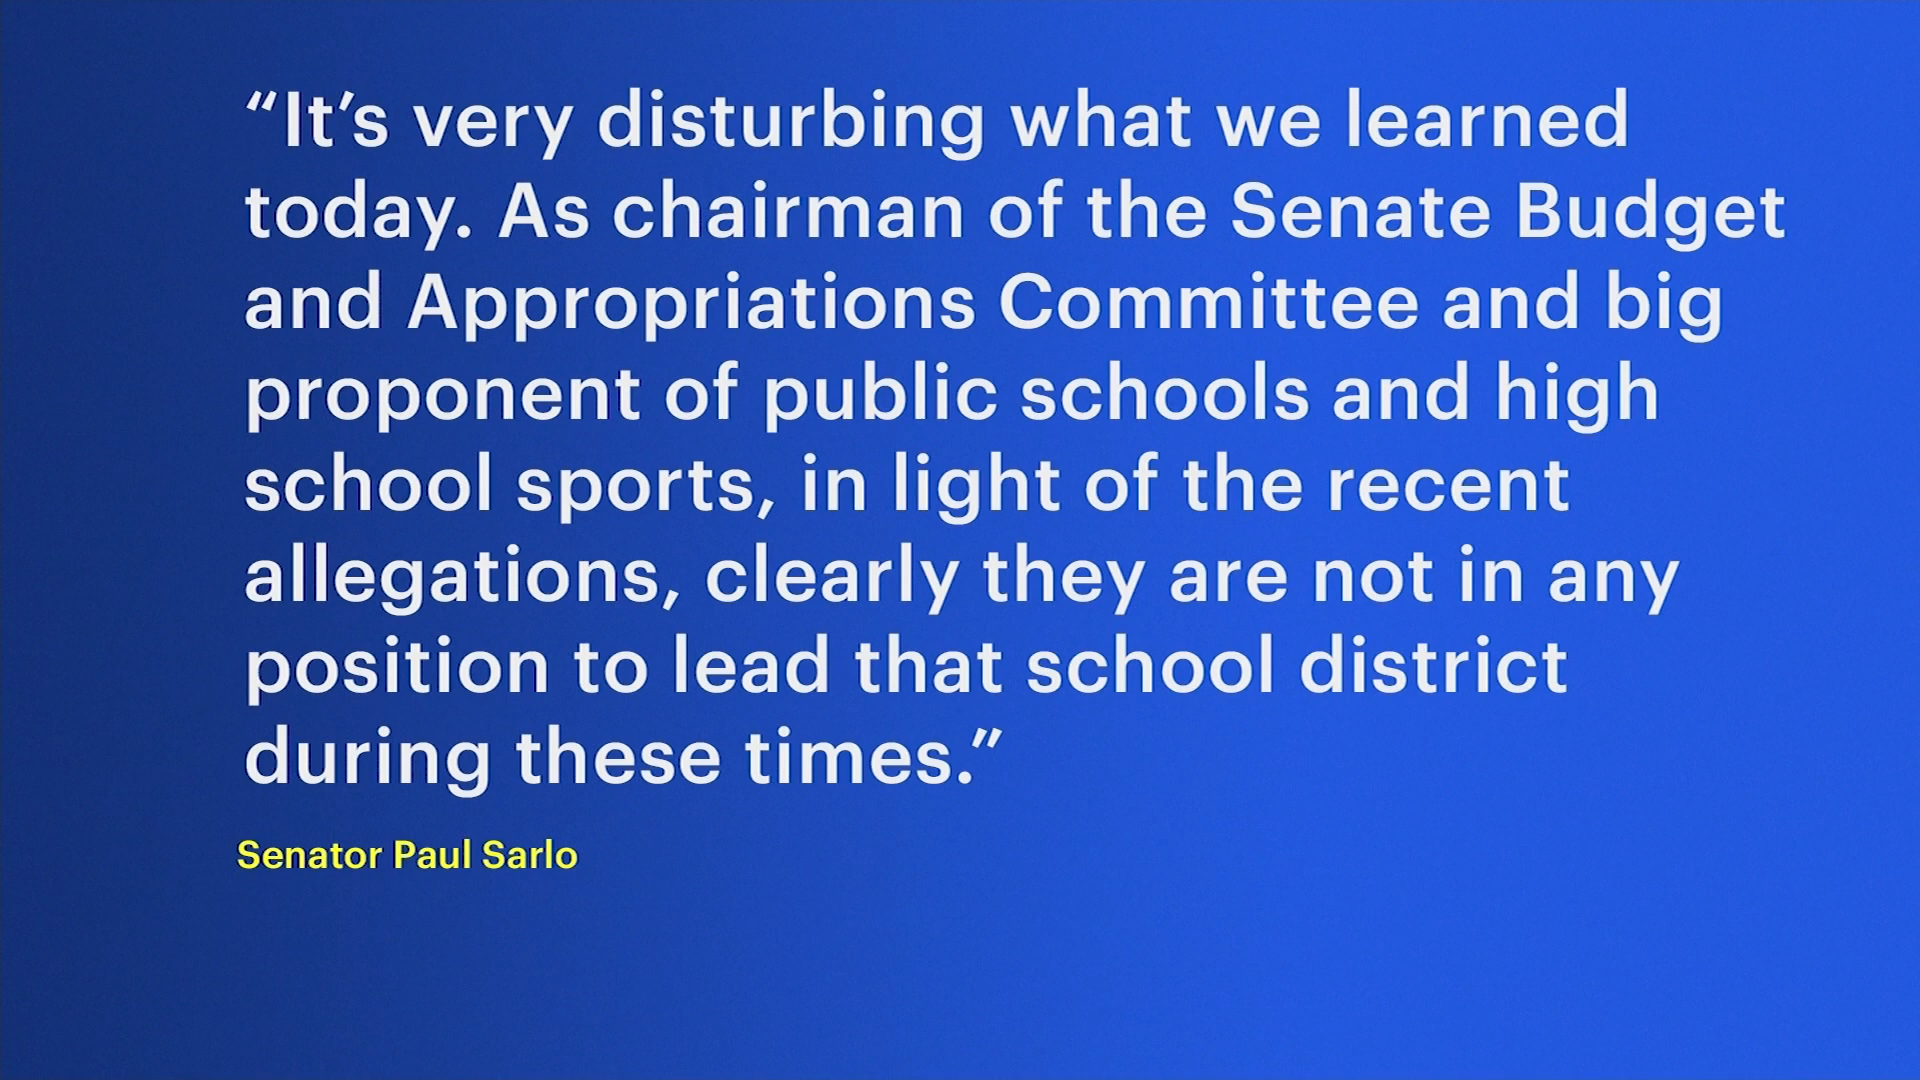 “It’s very disturbing what we learned
today. As chairman of the Senate Budget
and Appropriations Committee and big
proponent of public schools and high
school sports, in light of the recent
allegations, clearly they are not in any
position to lead that school district
during these times.”
Senator Paul Sarlo